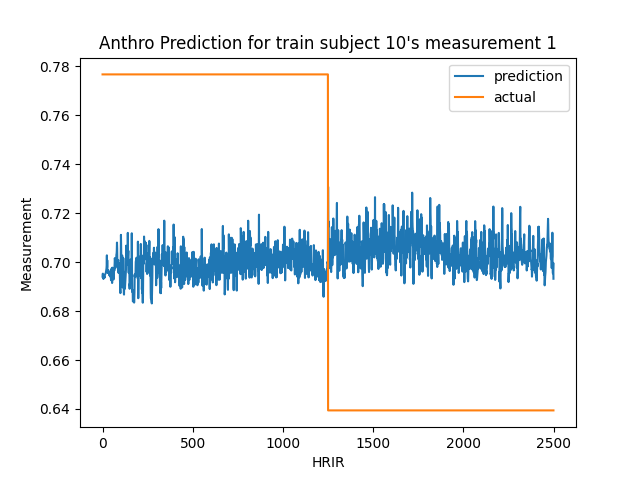 Anthro Prediction for train subject 10's measurement 1
prediction
actual
Measurement
0.78
0.76
0.74
0.72
0.70
0.68
0.66
0.64
0
500
1000
1500
2000
2500
HRIR